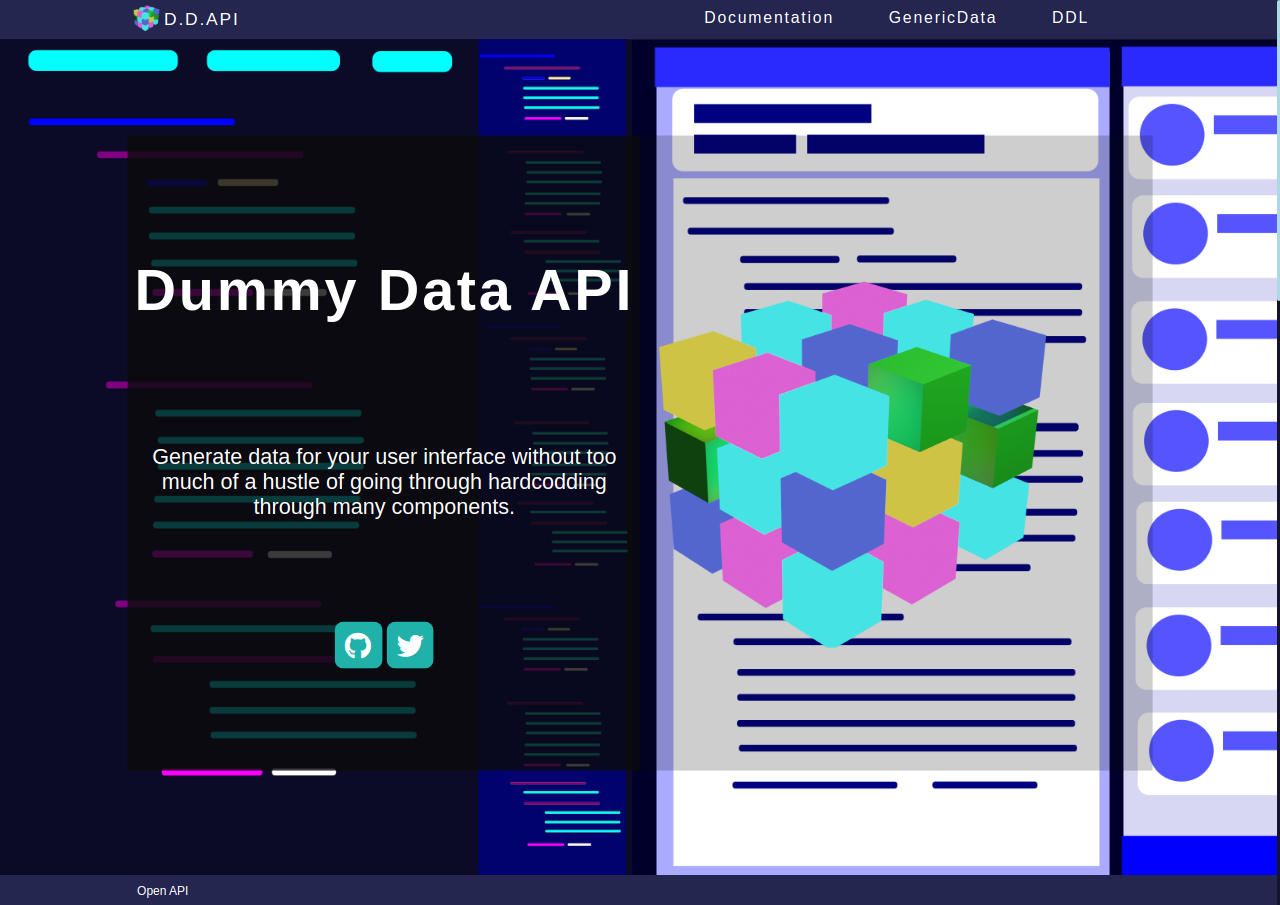 D.D.API
Documentation
GenericData
DDL
Dummy Data API
Generate data for your user interface without too
much of a hustle of going through hardcodding
through many components.
Open API